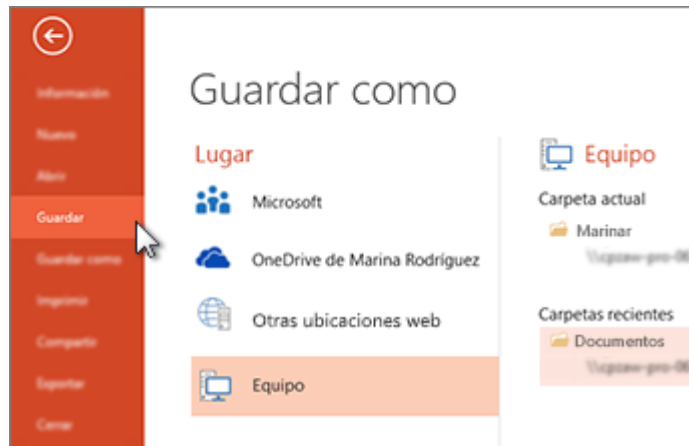 Información
Nuevo
Abrir
Guardar
Guardar como
Imprimir
Compartir
Exportar
Cerrar
Guardar como
Lugar
Microsoft
OneDrive de Marina Rodríguez
Otras ubicaciones web
Equipo
Equipo
Carpeta actual
Marinar
Carpetas recientes
Documentos